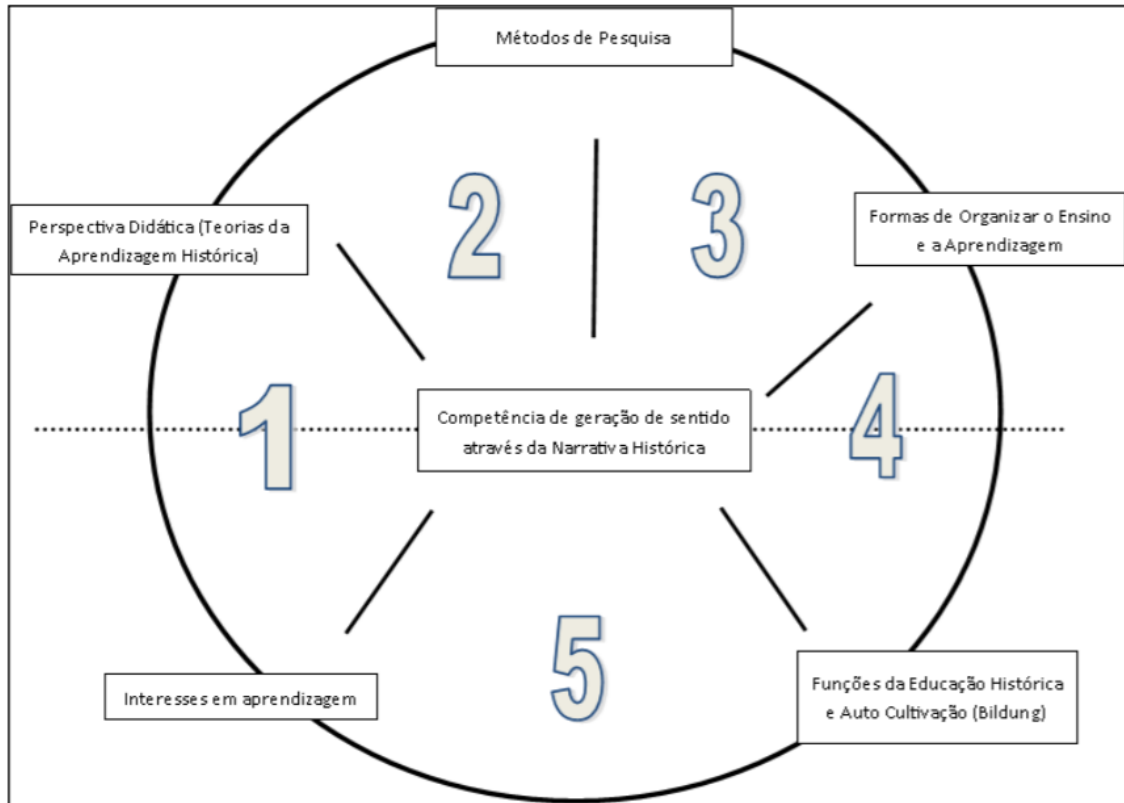 Métodos de Pesquisa
2
3
Perspectiva Didática (Teorias da
Aprendizagem Histórica)
Formas de Organizar o Ensino
e a Aprendizagem
1
Competência de geração de sentido
através da Narrativa Histórica
4
5
Interesses em aprendizagem
Funções da Educação Histórica
e Auto Cultivação (Bildung)